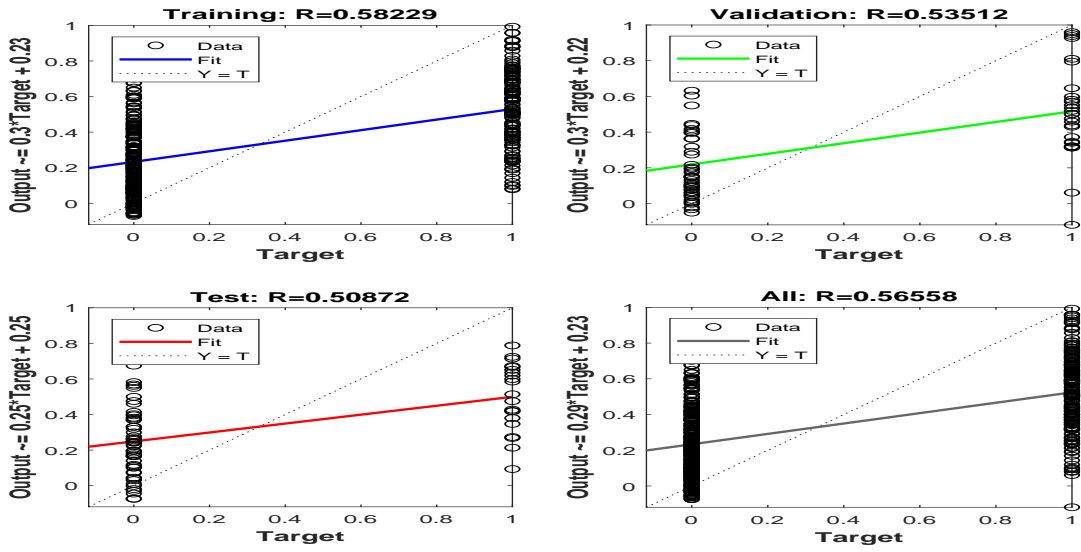 Training: R=0.58229
Output ~= 0.3*Target + 0.23
1
0.8
0.6
0.4
0.2
0
Data
Fit
Y = T
0
0.2
0.4
0.6
0.8
1
Target
Validation: R=0.53512
Output ~= 0.3*Target + 0.22
1
0.8
0.6
0.4
0.2
0
Data
Fit
Y = T
0
0.2
0.4
0.6
0.8
1
Target
Test: R=0.50872
Output ~= 0.25*Target + 0.25
1
0.8
0.6
0.4
0.2
0
Data
Fit
Y = T
0
0.2
0.4
0.6
0.8
1
Target
All: R=0.56558
Output ~= 0.29*Target + 0.23
1
0.8
0.6
0.4
0.2
0
Data
Fit
Y = T
0
0.2
0.4
0.6
0.8
1
Target